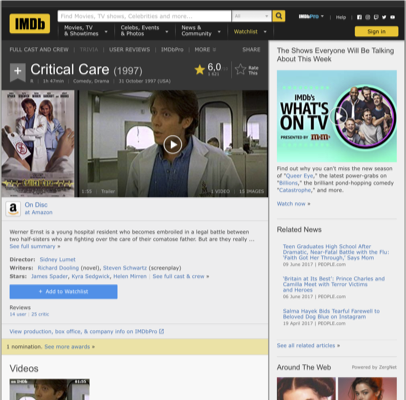 IMDb
Find Movies, TV shows, Celebrities and more...
All
IMDbPro
Help
Movies, TV
& Showtimes
Celebs, Events
& Photos
News &
Community
Watchlist
Sign in
FULL CAST AND CREW | TRIVIA | USER REVIEWS | IMDbPro | MORE
SHARE
+
Critical Care (1997)
6,0
Rate
This
R | 1h 47min | Comedy, Drama | 31 October 1997 (USA)
1:55 Trailer
1 VIDEO
15 IMAGES
On Disc
at Amazon
Werner Ernst is a young hospital resident who becomes embroiled in a legal battle between
two half-sisters who are fighting over the care of their comatose father. But are they really ...
See full summary »
Director: Sidney Lumet
Writers: Richard Dooling (novel), Steven Schwartz (screenplay)
Stars: James Spader, Kyra Sedgwick, Helen Mirren | See full cast & crew »
+ Add to Watchlist
Reviews
14 user | 25 critic
View production, box office, & company info on IMDbPro
1 nomination. See more awards »
Videos
The Shows Everyone Will Be Talking
About This Week
IMDb's
WHAT'S
ON TV
PRESENTED BY m&m's
Find out why you can't miss the new season
of "Queer Eye," the latest power-grabs on
"Billions," the brilliant pond-hopping comedy
"Catastrophe," and more.
Watch now »
Related News
Teen Graduates High School After
Dramatic, Near-Fatal Battle with the Flu:
'Faith Got Her Through,' Says Mom
09 June 2017 | PEOPLE.com
'Britain at Its Best': Prince Charles and
Camilla Meet with Terror Victims
and Heroes
06 June 2017 | PEOPLE.com
Salma Hayek Bids Tearful Farewell to
Beloved Dog Blue on Instagram
19 April 2017 | PEOPLE.com
See all related articles »
Around The Web
Powered by ZergNet